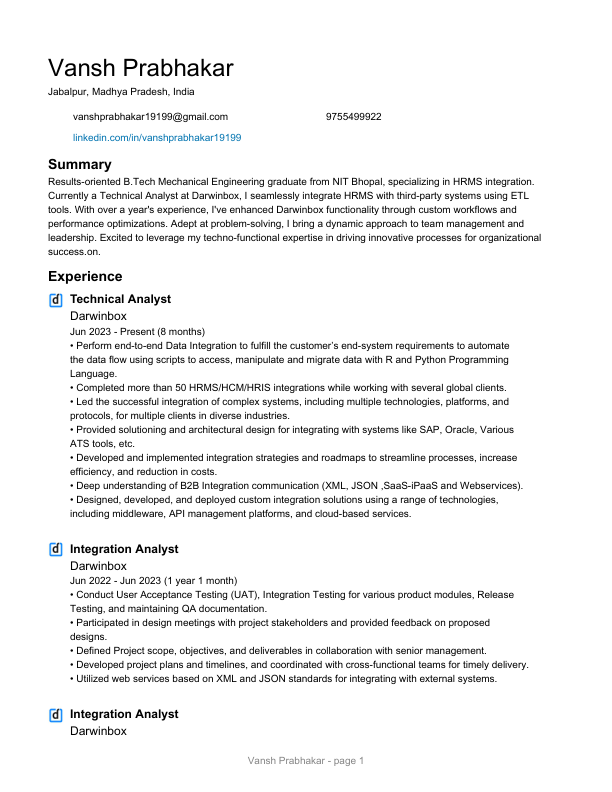 Vansh Prabhakar
Jabalpur, Madhya Pradesh, India
vanshprabhakar19199@gmail.com 9755499922
linkedin.com/in/vanshprabhakar19199
Summary
Results-oriented B.Tech Mechanical Engineering graduate from NIT Bhopal, specializing in HRMS integration.
Currently a Technical Analyst at Darwinbox, I seamlessly integrate HRMS with third-party systems using ETL
tools. With over a year's experience, I've enhanced Darwinbox functionality through custom workflows and
performance optimizations. Adept at problem-solving, I bring a dynamic approach to team management and
leadership. Excited to leverage my techno-functional expertise in driving innovative processes for organizational
success.on.
Experience
d Technical Analyst
Darwinbox
Jun 2023 - Present (8 months)
• Perform end-to-end Data Integration to fulfill the customer’s end-system requirements to automate
the data flow using scripts to access, manipulate and migrate data with R and Python Programming
Language.
• Completed more than 50 HRMS/HCM/HRIS integrations while working with several global clients.
• Led the successful integration of complex systems, including multiple technologies, platforms, and
protocols, for multiple clients in diverse industries.
• Provided solutioning and architectural design for integrating with systems like SAP, Oracle, Various
ATS tools, etc.
• Developed and implemented integration strategies and roadmaps to streamline processes, increase
efficiency, and reduction in costs.
• Deep understanding of B2B Integration communication (XML, JSON ,SaaS-iPaaS and Webservices).
• Designed, developed, and deployed custom integration solutions using a range of technologies,
including middleware, API management platforms, and cloud-based services.
d Integration Analyst
Darwinbox
Jun 2022 - Jun 2023 (1 year 1 month)
• Conduct User Acceptance Testing (UAT), Integration Testing for various product modules, Release
Testing, and maintaining QA documentation.
• Participated in design meetings with project stakeholders and provided feedback on proposed
designs.
• Defined Project scope, objectives, and deliverables in collaboration with senior management.
• Developed project plans and timelines, and coordinated with cross-functional teams for timely delivery.
• Utilized web services based on XML and JSON standards for integrating with external systems.
d Integration Analyst
Darwinbox
Vansh Prabhakar - page 1